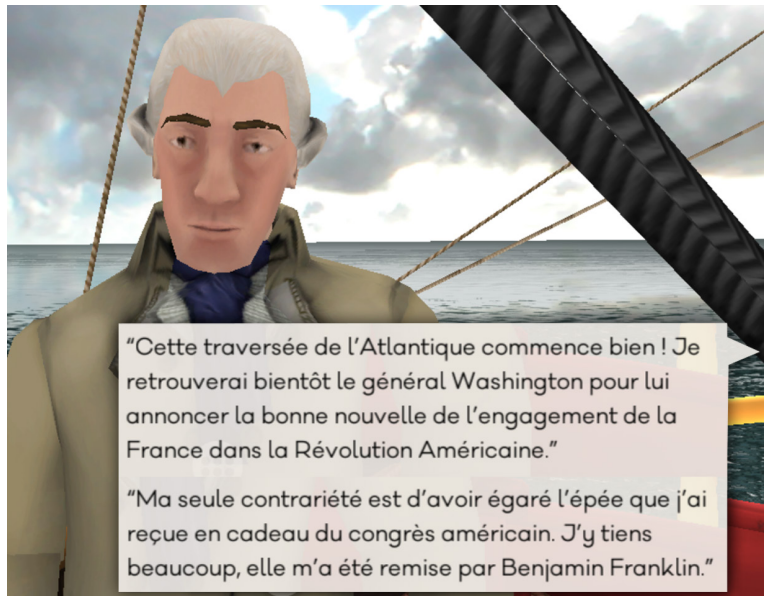 “Cette traversée de l’Atlantique commence bien ! Je
retrouverai bientôt le général Washington pour lui
annoncer la bonne nouvelle de l’engagement de la
France dans la Révolution Américaine.”
“Ma seule contrariété est d’avoir égaré l’épée que j’ai
reçue en cadeau du congrès américain. J’y tiens
beaucoup, elle m’a été remise par Benjamin Franklin.”